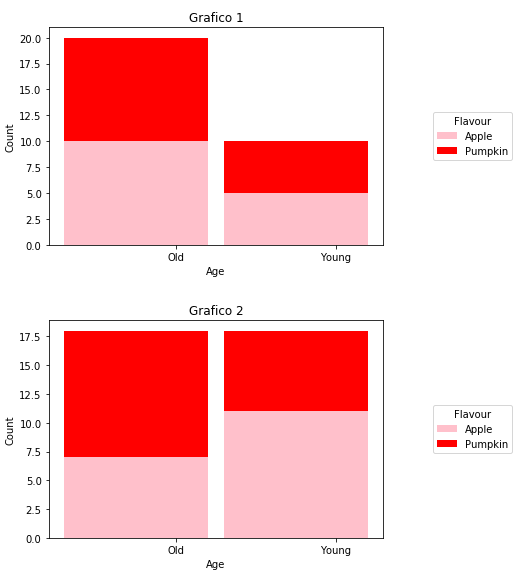 Grafico 1
20.0
17.5
15.0
12.5
10.0
7.5
5.0
2.5
0.0
Count
Old Young
Age
Flavour
Apple
Pumpkin
Grafico 2
17.5
15.0
12.5
10.0
7.5
5.0
2.5
0.0
Count
Old Young
Age
Flavour
Apple
Pumpkin